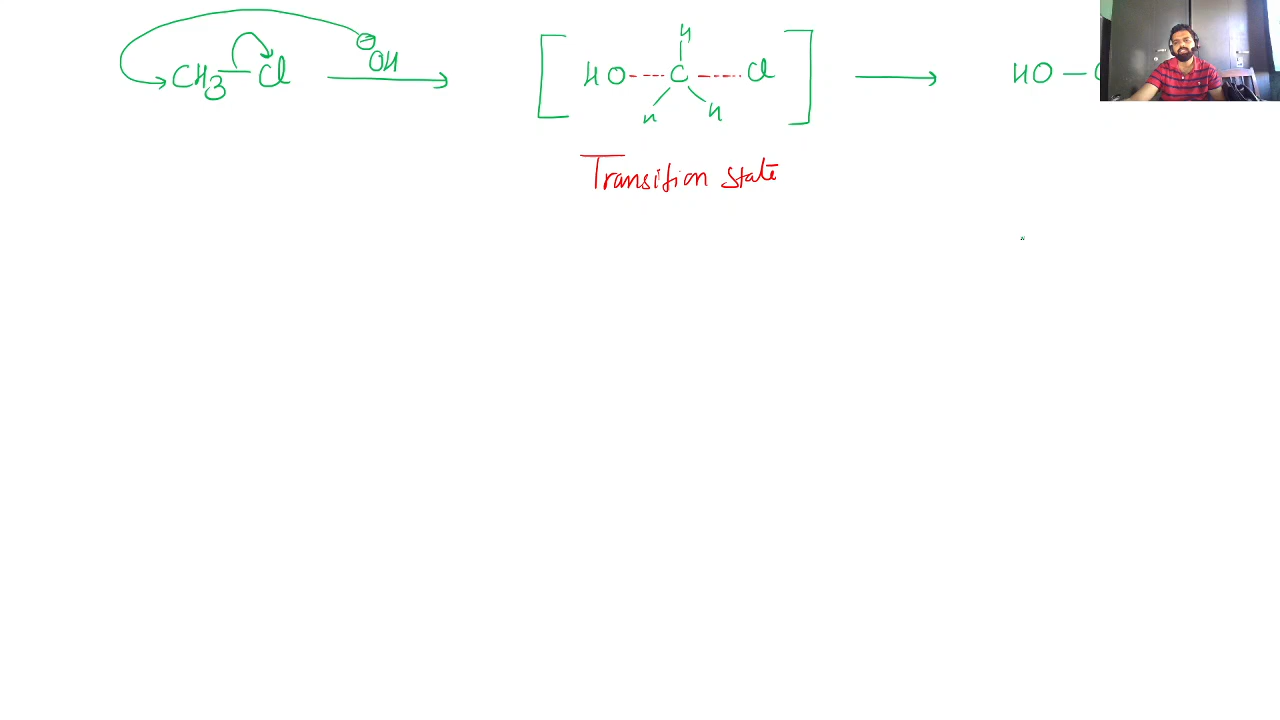 CH3—Cl ⊖OH ⟶ [ HO---C---Cl ] ⟶ HO—
H
H H
Transition state